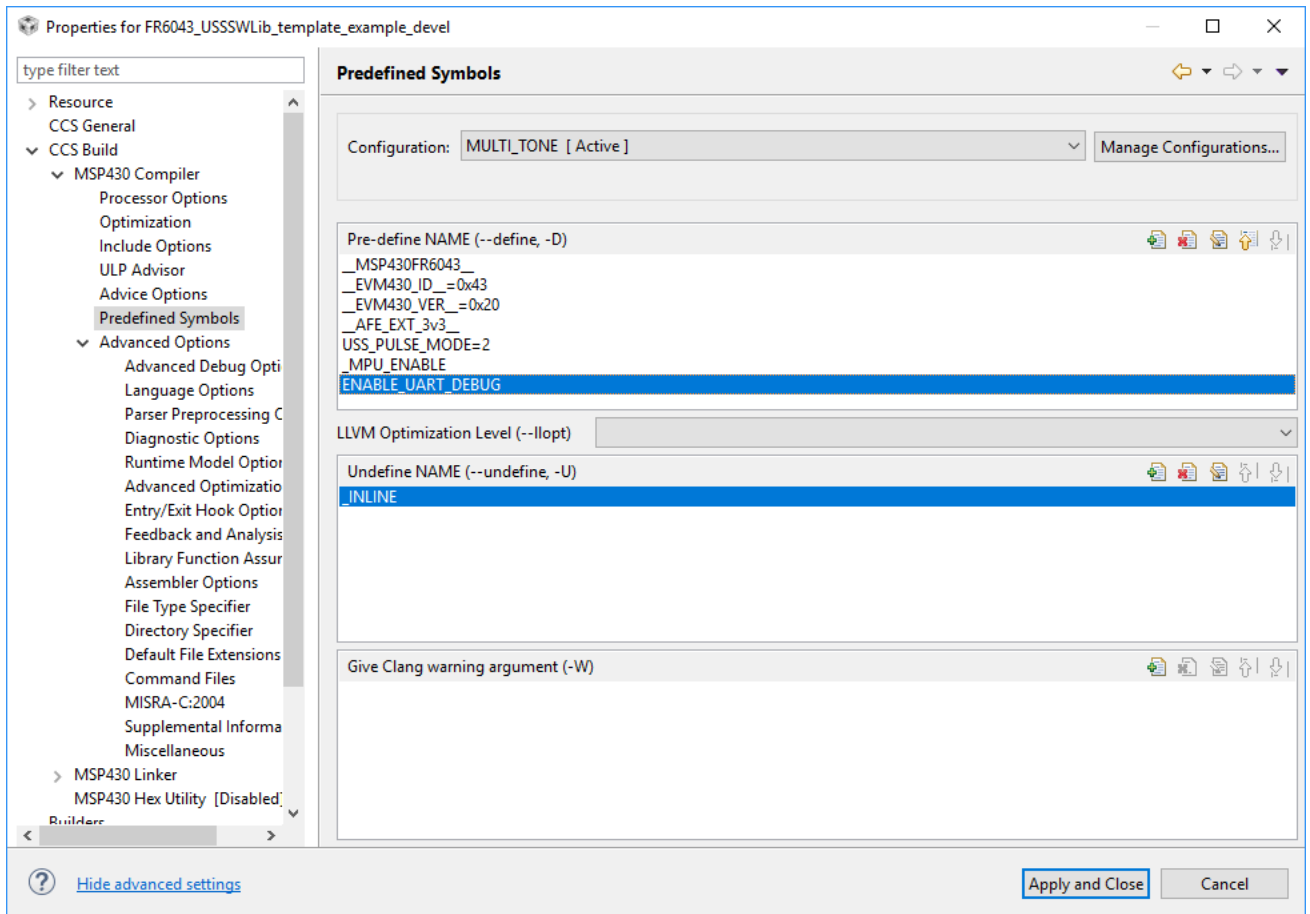 Properties for FR6043_USSSWLib_template_example_devel
type filter text
Resource
CCS General
CCS Build
MSP430 Compiler
Processor Options
Optimization
Include Options
ULP Advisor
Advice Options
Predefined Symbols
Advanced Options
Advanced Debug Opti
Language Options
Parser Preprocessing C
Diagnostic Options
Runtime Model Option
Advanced Optimizatio
Entry/Exit Hook Option
Feedback and Analysis
Library Function Assur
Assembler Options
File Type Specifier
Directory Specifier
Default File Extensions
Command Files
MISRA-C:2004
Supplemental Informa
Miscellaneous
MSP430 Linker
MSP430 Hex Utility [Disabled]
Builders
Predefined Symbols
Configuration: MULTI_TONE [ Active ] Manage Configurations...
Pre-define NAME (--define, -D)
__MSP430FR6043__
__EVM430_ID__=0x43
__EVM430_VER__=0x20
__AFE_EXT_3v3__
USS_PULSE_MODE=2
_MPU_ENABLE
ENABLE_UART_DEBUG
LLVM Optimization Level (--llopt)
Undefine NAME (--undefine, -U)
_INLINE
Give Clang warning argument (-W)
Hide advanced settings
Apply and Close Cancel